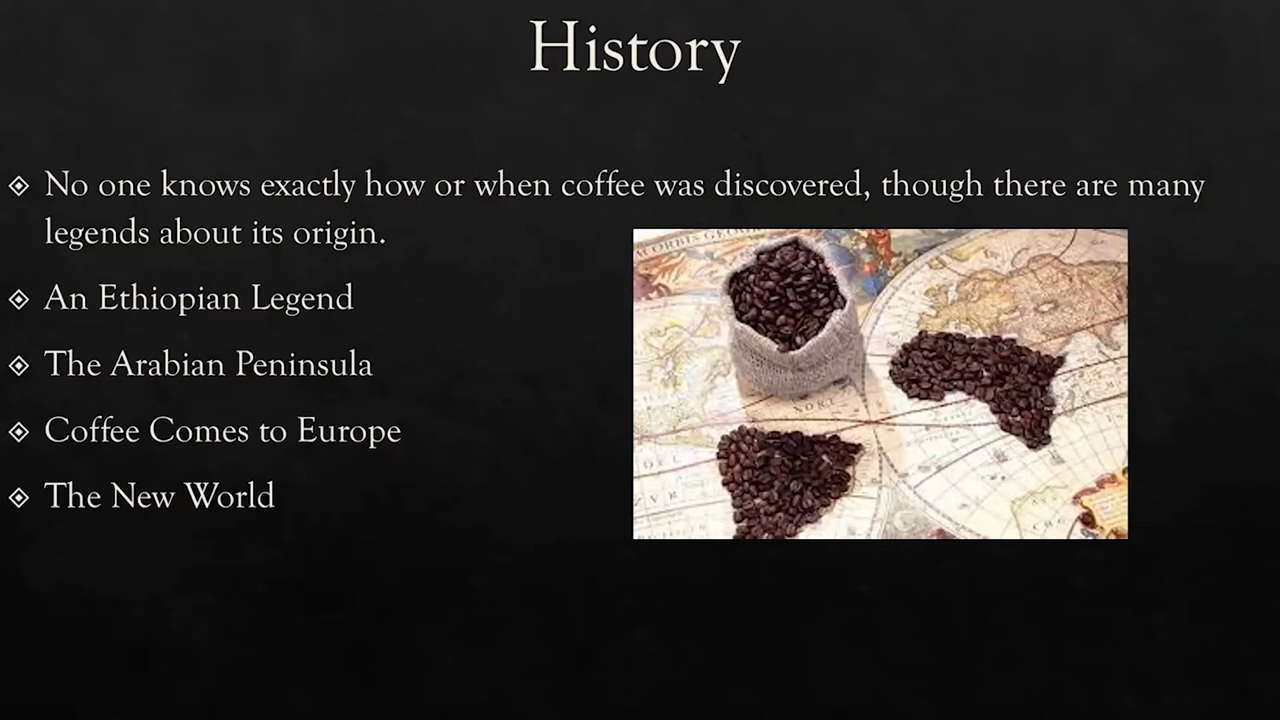 History
No one knows exactly how or when coffee was discovered, though there are many
legends about its origin.
An Ethiopian Legend
The Arabian Peninsula
Coffee Comes to Europe
The New World